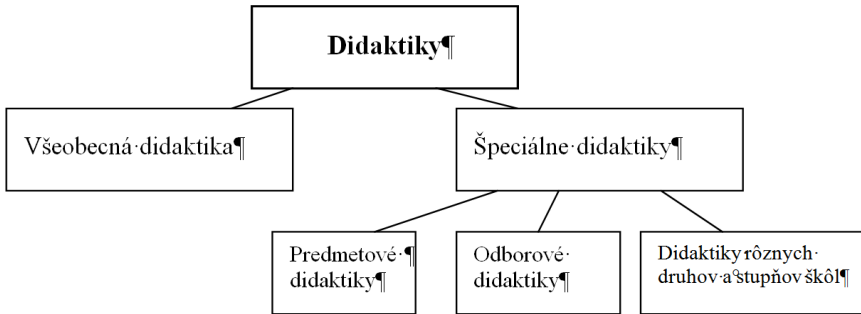 Didaktiky¶
Všeobecná·didaktika¶
Špeciálne·didaktiky¶
Predmetové·¶
didaktiky¶
Odborové·
didaktiky¶
Didaktiky rôznych·
druhov·a°stupňov škôl¶